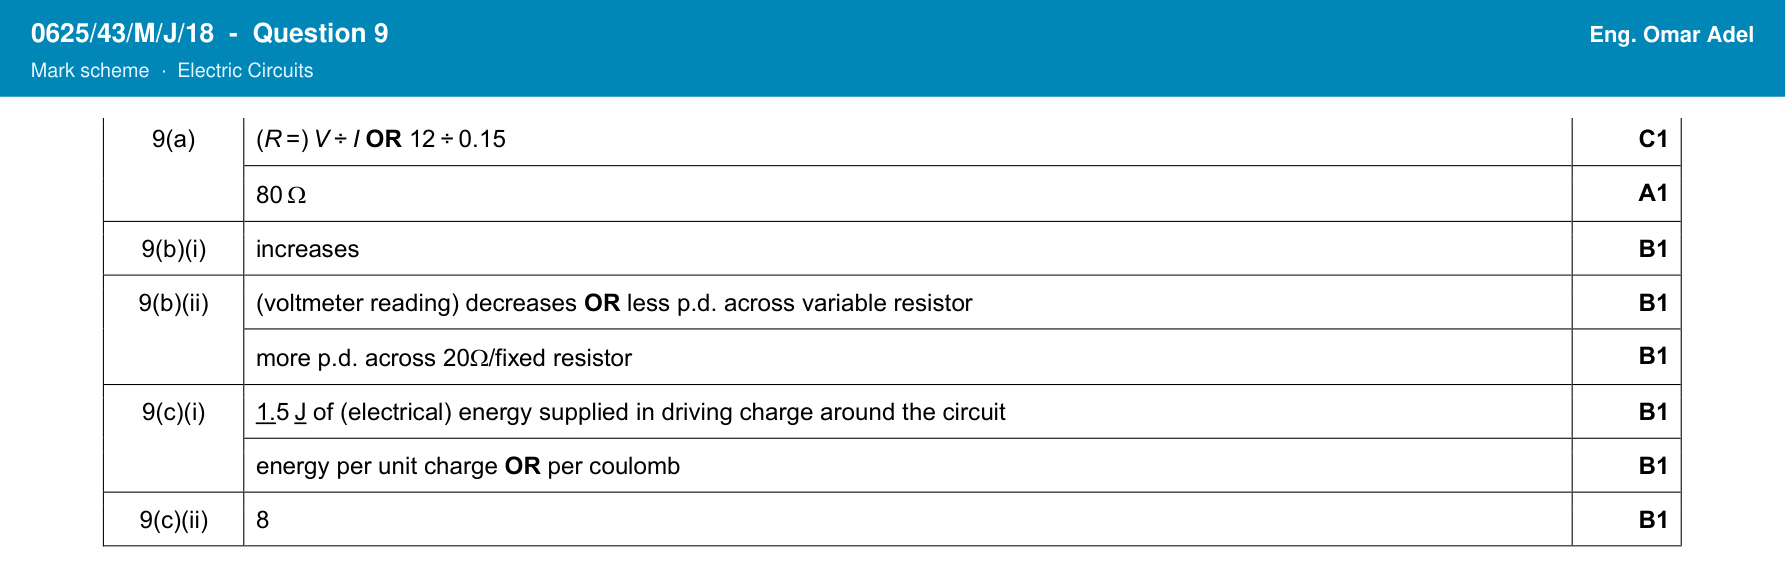 0625/43/M/J/18 - Question 9
Eng. Omar Adel
Mark scheme · Electric Circuits
9(a) (R =) V ÷ I OR 12 ÷ 0.15 C1
80 Ω A1
9(b)(i) increases B1
9(b)(ii) (voltmeter reading) decreases OR less p.d. across variable resistor B1
more p.d. across 20Ω/fixed resistor B1
9(c)(i) 1.5 J of (electrical) energy supplied in driving charge around the circuit B1
energy per unit charge OR per coulomb B1
9(c)(ii) 8 B1